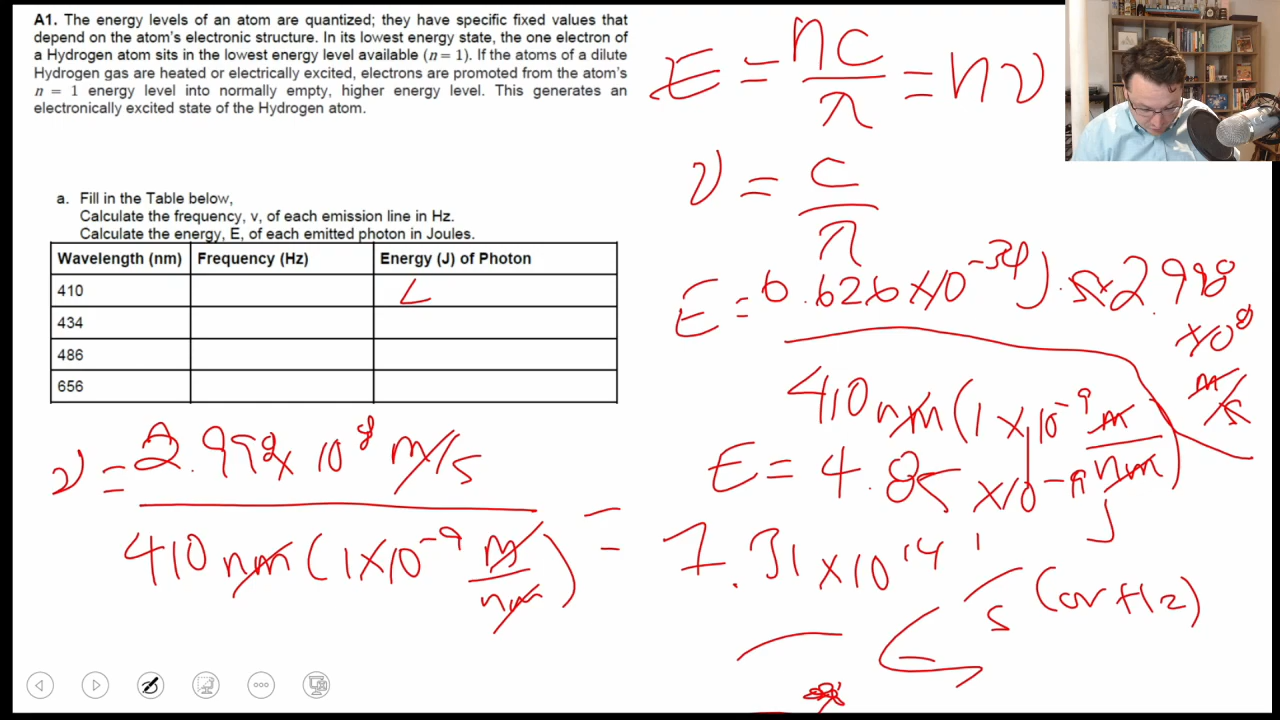 A1. The energy levels of an atom are quantized; they have specific fixed values that
depend on the atom's electronic structure. In its lowest energy state, the one electron of
a Hydrogen atom sits in the lowest energy level available (n = 1). If the atoms of a dilute
Hydrogen gas are heated or electrically excited, electrons are promoted from the atom's
n = 1 energy level into normally empty, higher energy level. This generates an
electronically excited state of the Hydrogen atom.
E = hc/λ = hν
ν = c/λ
a. Fill in the Table below,
Calculate the frequency, v, of each emission line in Hz.
Calculate the energy, E, of each emitted photon in Joules.
Wavelength (nm) Frequency (Hz) Energy (J) of Photon
410
434
486
656
E = 6.626×10^-34 J·s × 2.998 ×10^8 m/s
410 nm (1×10^-9 m/nm)
E = 4.85 ×10^-19 J
ν = 2.998×10^8 m/s
410 nm (1×10^-9 m/nm) = 7.31×10^14 1/s (or Hz)